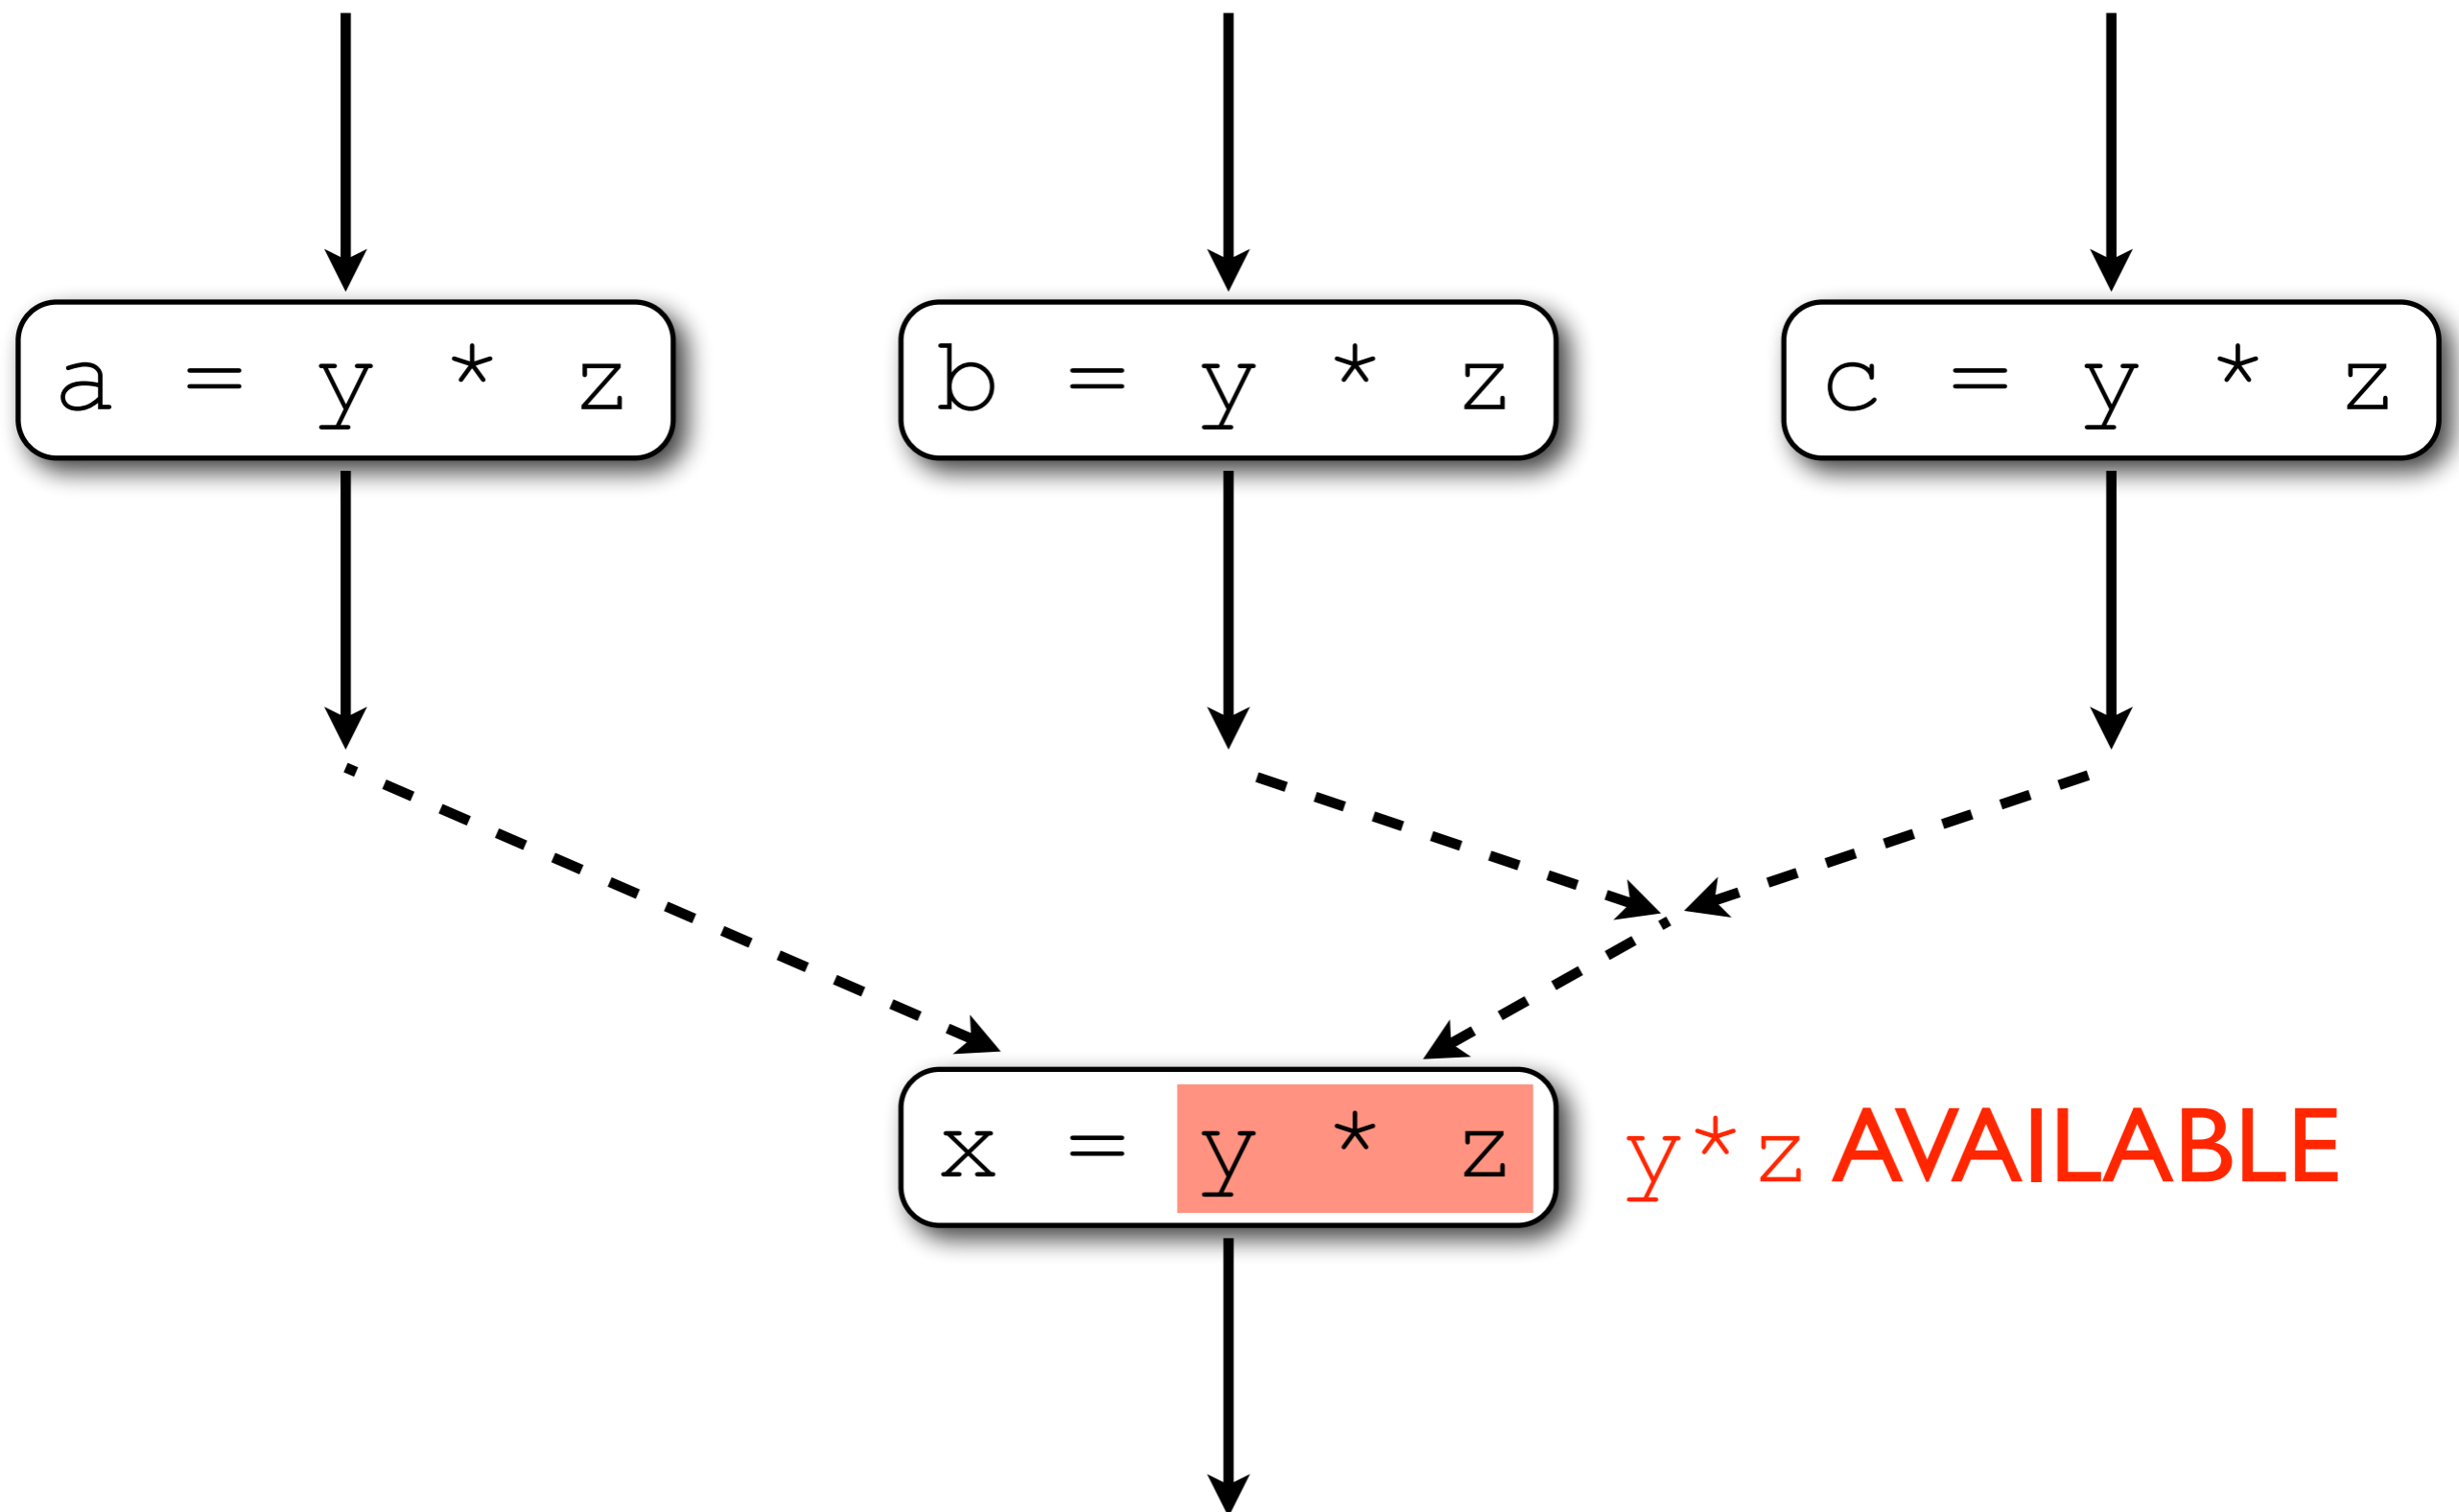 a = y * z
b = y * z
c = y * z
x = y * z
y*z AVAILABLE